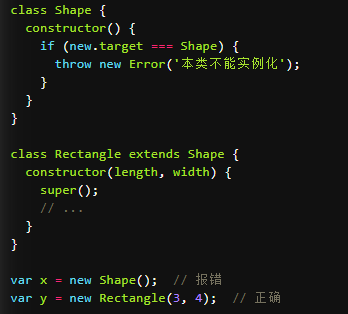 class Shape {
  constructor() {
    if (new.target === Shape) {
      throw new Error('本类不能实例化');
    }
  }
}
class Rectangle extends Shape {
  constructor(length, width) {
    super();
    // ...
  }
}
var x = new Shape();  // 报错
var y = new Rectangle(3, 4);  // 正确